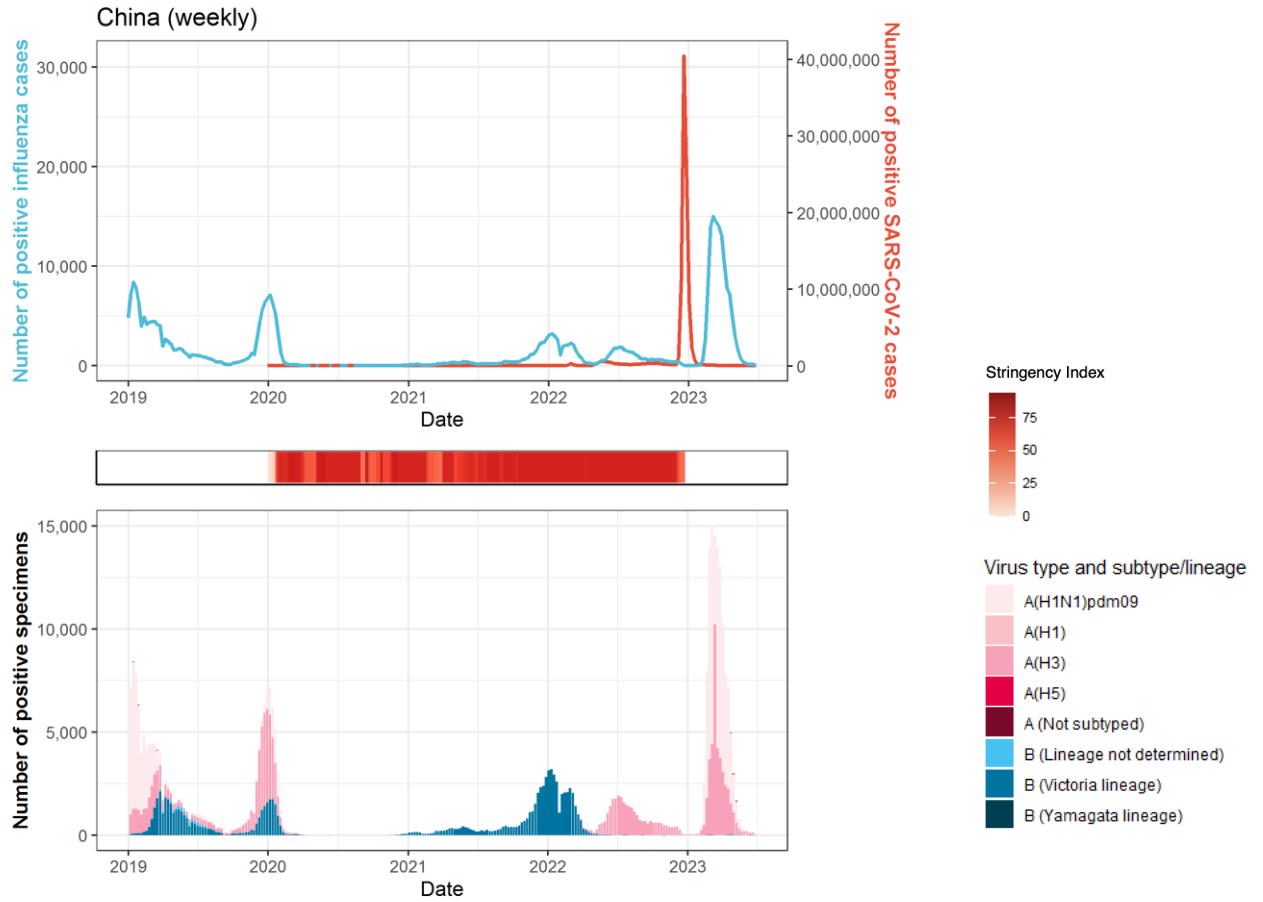 China (weekly)
Number of positive influenza cases
30,000
20,000
10,000
0
40,000,000
30,000,000
20,000,000
10,000,000
0
Number of positive SARS-CoV-2 cases
2019 2020 2021 2022 2023
Date
Stringency Index
75
50
25
0
Number of positive specimens
15,000
10,000
5,000
0
2019 2020 2021 2022 2023
Date
Virus type and subtype/lineage
A(H1N1)pdm09
A(H1)
A(H3)
A(H5)
A (Not subtyped)
B (Lineage not determined)
B (Victoria lineage)
B (Yamagata lineage)